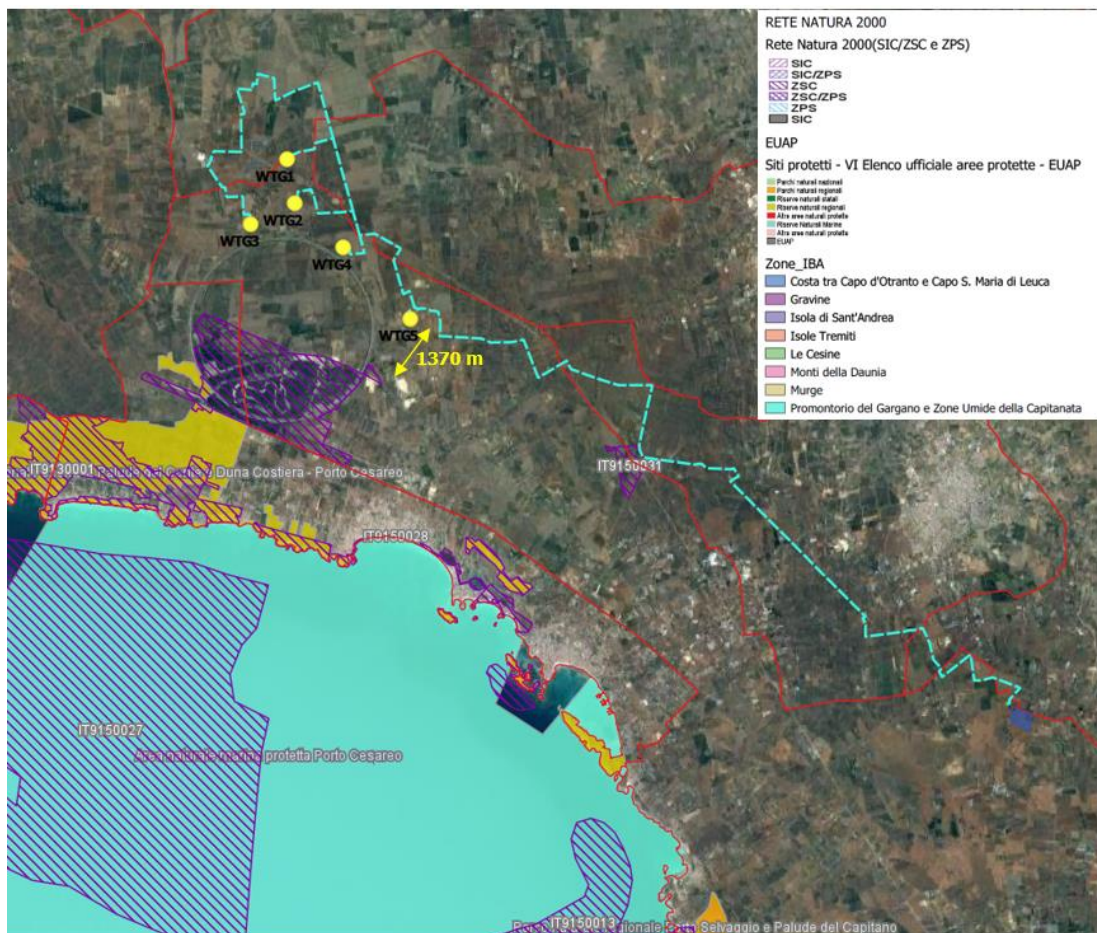 RETE NATURA 2000
Rete Natura 2000(SIC/ZSC e ZPS)
SIC
SIC/ZPS
ZSC
ZSC/ZPS
ZPS
SIC
EUAP
Siti protetti - VI Elenco ufficiale aree protette - EUAP
Parchi naturali nazionali
Parchi naturali regionali
Riserve naturali statali
Riserve naturali regionali
Altre aree naturali protette
Riserve Naturali Marine
Altre aree naturali protette
EUAP
Zone_IBA
Costa tra Capo d'Otranto e Capo S. Maria di Leuca
Gravine
Isola di Sant'Andrea
Isole Tremiti
Le Cesine
Monti della Daunia
Murge
Promontorio del Gargano e Zone Umide della Capitanata
WTG1
WTG2
WTG3
WTG4
WTG5
1370 m
IT9150031
IT9130001
Duna Costiera - Porto Cesareo
IT9150028
IT9150027
Area naturale marina protetta Porto Cesareo
IT9150013
Selvaggio e Palude del Capitano